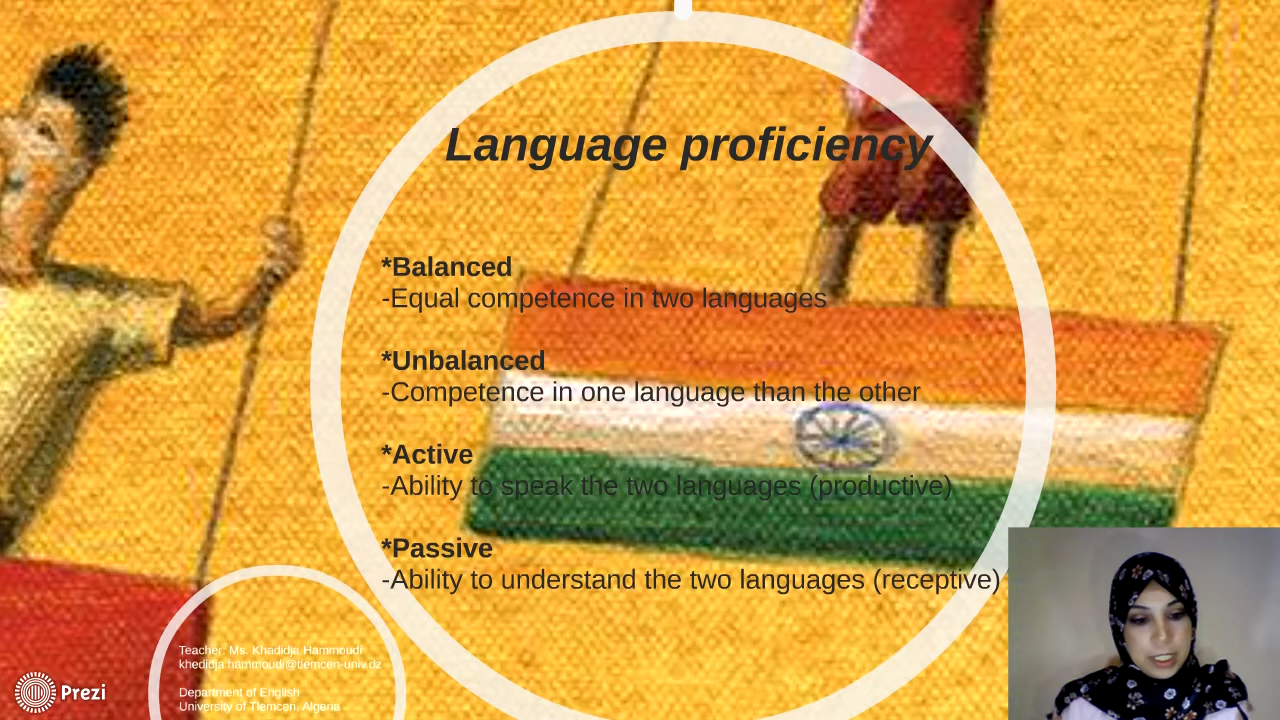 Language proficiency
*Balanced
-Equal competence in two languages
*Unbalanced
-Competence in one language than the other
*Active
-Ability to speak the two languages (productive)
*Passive
-Ability to understand the two languages (receptive)
Teacher: Ms. Khadidja Hammoudi
khedidja.hammoudi@tlemcen-univ.dz
Department of English
University of Tlemcen, Algeria
Prezi